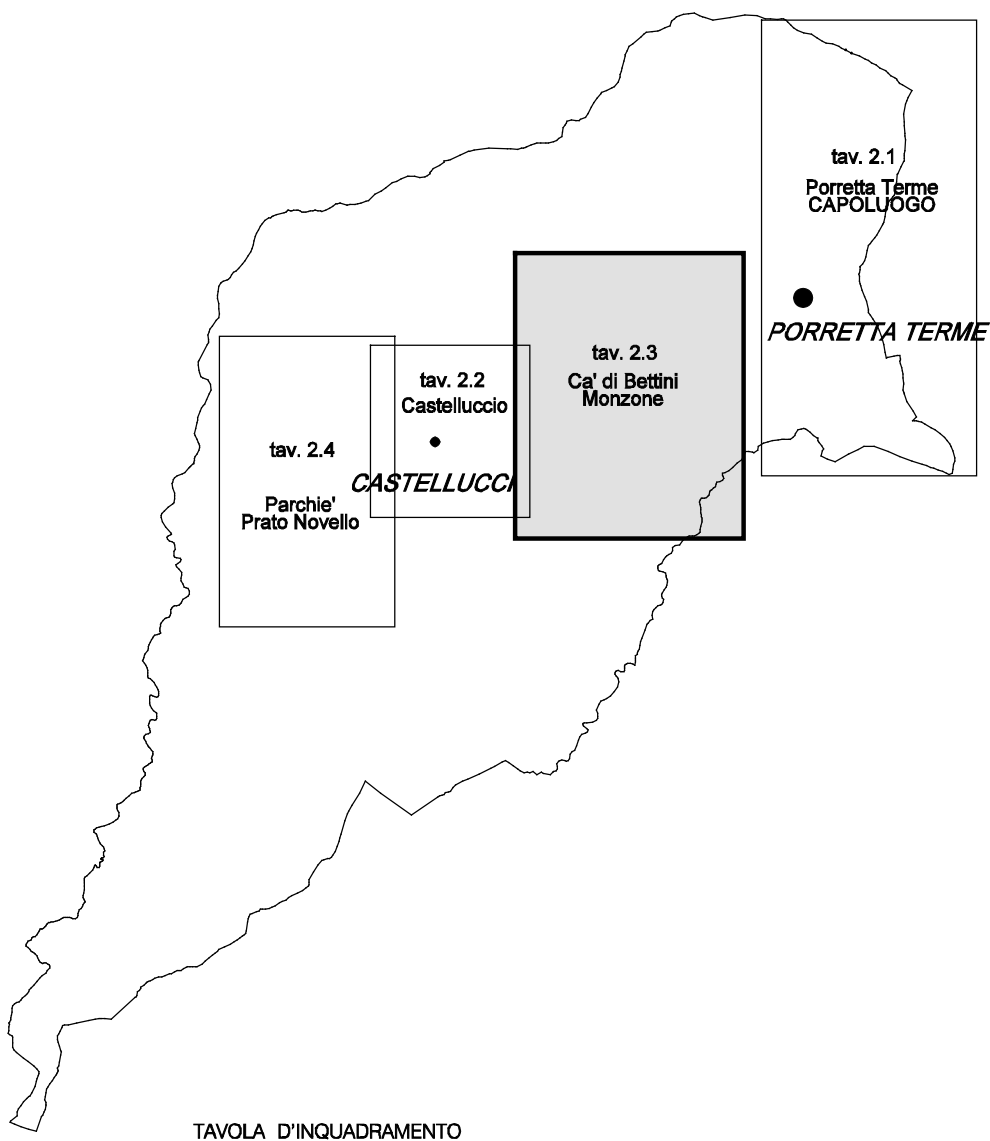 tav. 2.1
Porretta Terme
CAPOLUOGO
PORRETTA TERME
tav. 2.3
Ca' di Bettini
Monzone
tav. 2.2
Castelluccio
CASTELLUCCI
tav. 2.4
Parchie'
Prato Novello
TAVOLA D'INQUADRAMENTO